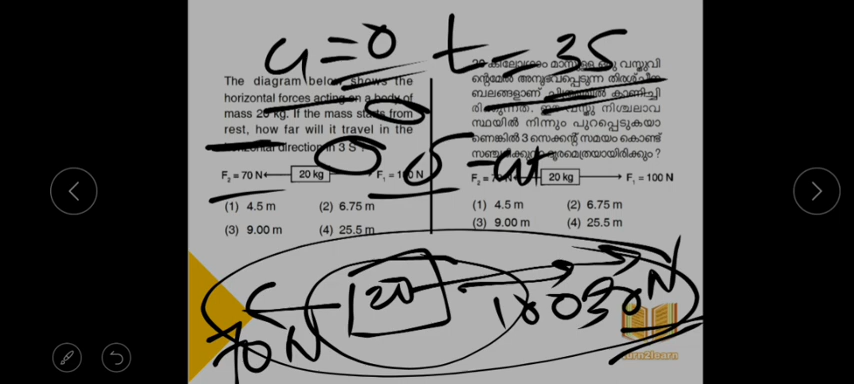 u = 0 t = 3S
The diagram below shows the
horizontal forces acting on a body of
mass 20 kg. If the mass starts from
rest, how far will it travel in the
horizontal direction in 3 S ?
F₂ = 70 N 20 kg F₁ = 100 N
(1) 4.5 m (2) 6.75 m
(3) 9.00 m (4) 25.5 m
20 കിലോഗ്രാം മാസുള്ള ഒരു വസ്തുവി
ന്റെമേൽ അനുഭവപ്പെടുന്ന തിരശ്ചീന
ബലങ്ങളാണ് ചിത്രത്തിൽ കാണിച്ചി
രിക്കുന്നത്. ഈ വസ്തു നിശ്ചലാവ
സ്ഥയിൽ നിന്നും പുറപ്പെടുകയാ
ണെങ്കിൽ 3 സെക്കന്റ് സമയം കൊണ്ട്
സഞ്ചരിക്കുന്ന ദൂരമെത്രയായിരിക്കും ?
F₂ = 70 N 20 kg F₁ = 100 N
(1) 4.5 m (2) 6.75 m
(3) 9.00 m (4) 25.5 m
20
70 N 100 30 N